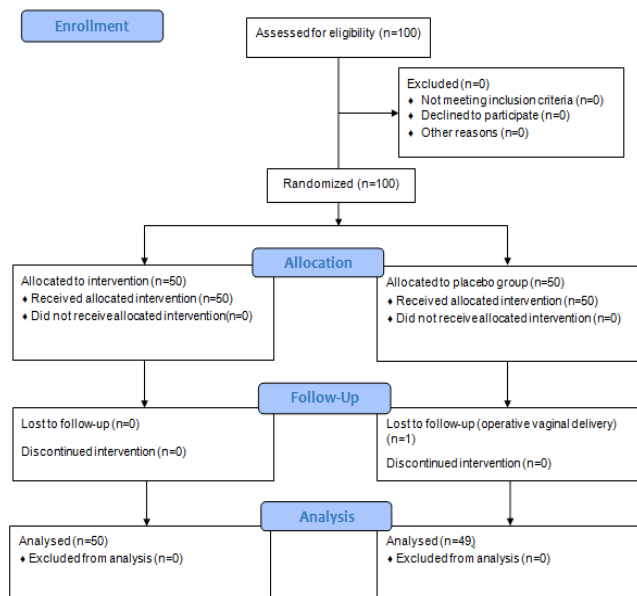 Enrollment
Assessed for eligibility (n=100)
Excluded (n=0)
♦ Not meeting inclusion criteria (n=0)
♦ Declined to participate (n=0)
♦ Other reasons (n=0)
Randomized (n=100)
Allocation
Allocated to intervention (n=50)
♦ Received allocated intervention (n=50)
♦ Did not receive allocated intervention(n=0)
Allocated to placebo group (n=50)
♦ Received allocated intervention (n=50)
♦ Did not receive allocated intervention (n=0)
Follow-Up
Lost to follow-up (n=0)
Discontinued intervention (n=0)
Lost to follow-up (operative vaginal delivery)
(n=1)
Discontinued intervention (n=0)
Analysis
Analysed (n=50)
♦ Excluded from analysis (n=0)
Analysed (n=49)
♦ Excluded from analysis (n=0)